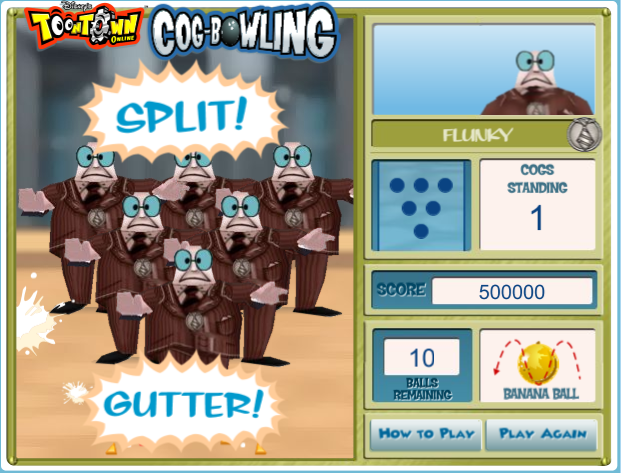 Disney's
TOONTOWN
ONLINE
COG-BOWLING
SPLIT!
GUTTER!
FLUNKY
COGS
STANDING
1
SCORE 500000
10
BALLS
REMAINING
BANANA BALL
HOW TO PLAY
PLAY AGAIN